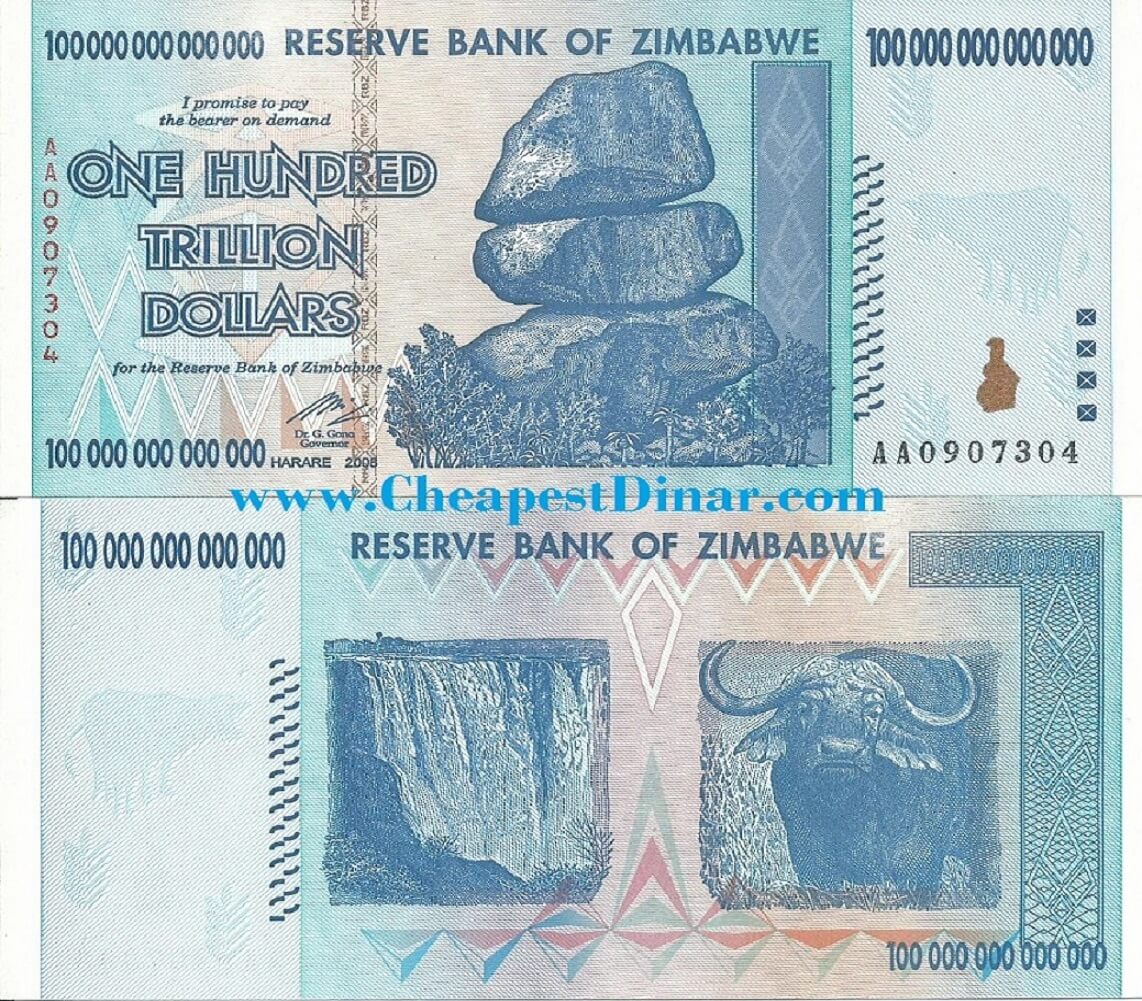 100 000 000 000 000 RESERVE BANK OF ZIMBABWE 100 000 000 000 000
I promise to pay
the bearer on demand
AA0907304
ONE HUNDRED
TRILLION
DOLLARS
for the Reserve Bank of Zimbabwe
Dr. G. Gono
Governor
100 000 000 000 000 HARARE 2008
AA0907304
www.CheapestDinar.com
100 000 000 000 000 RESERVE BANK OF ZIMBABWE
100 000 000 000 000